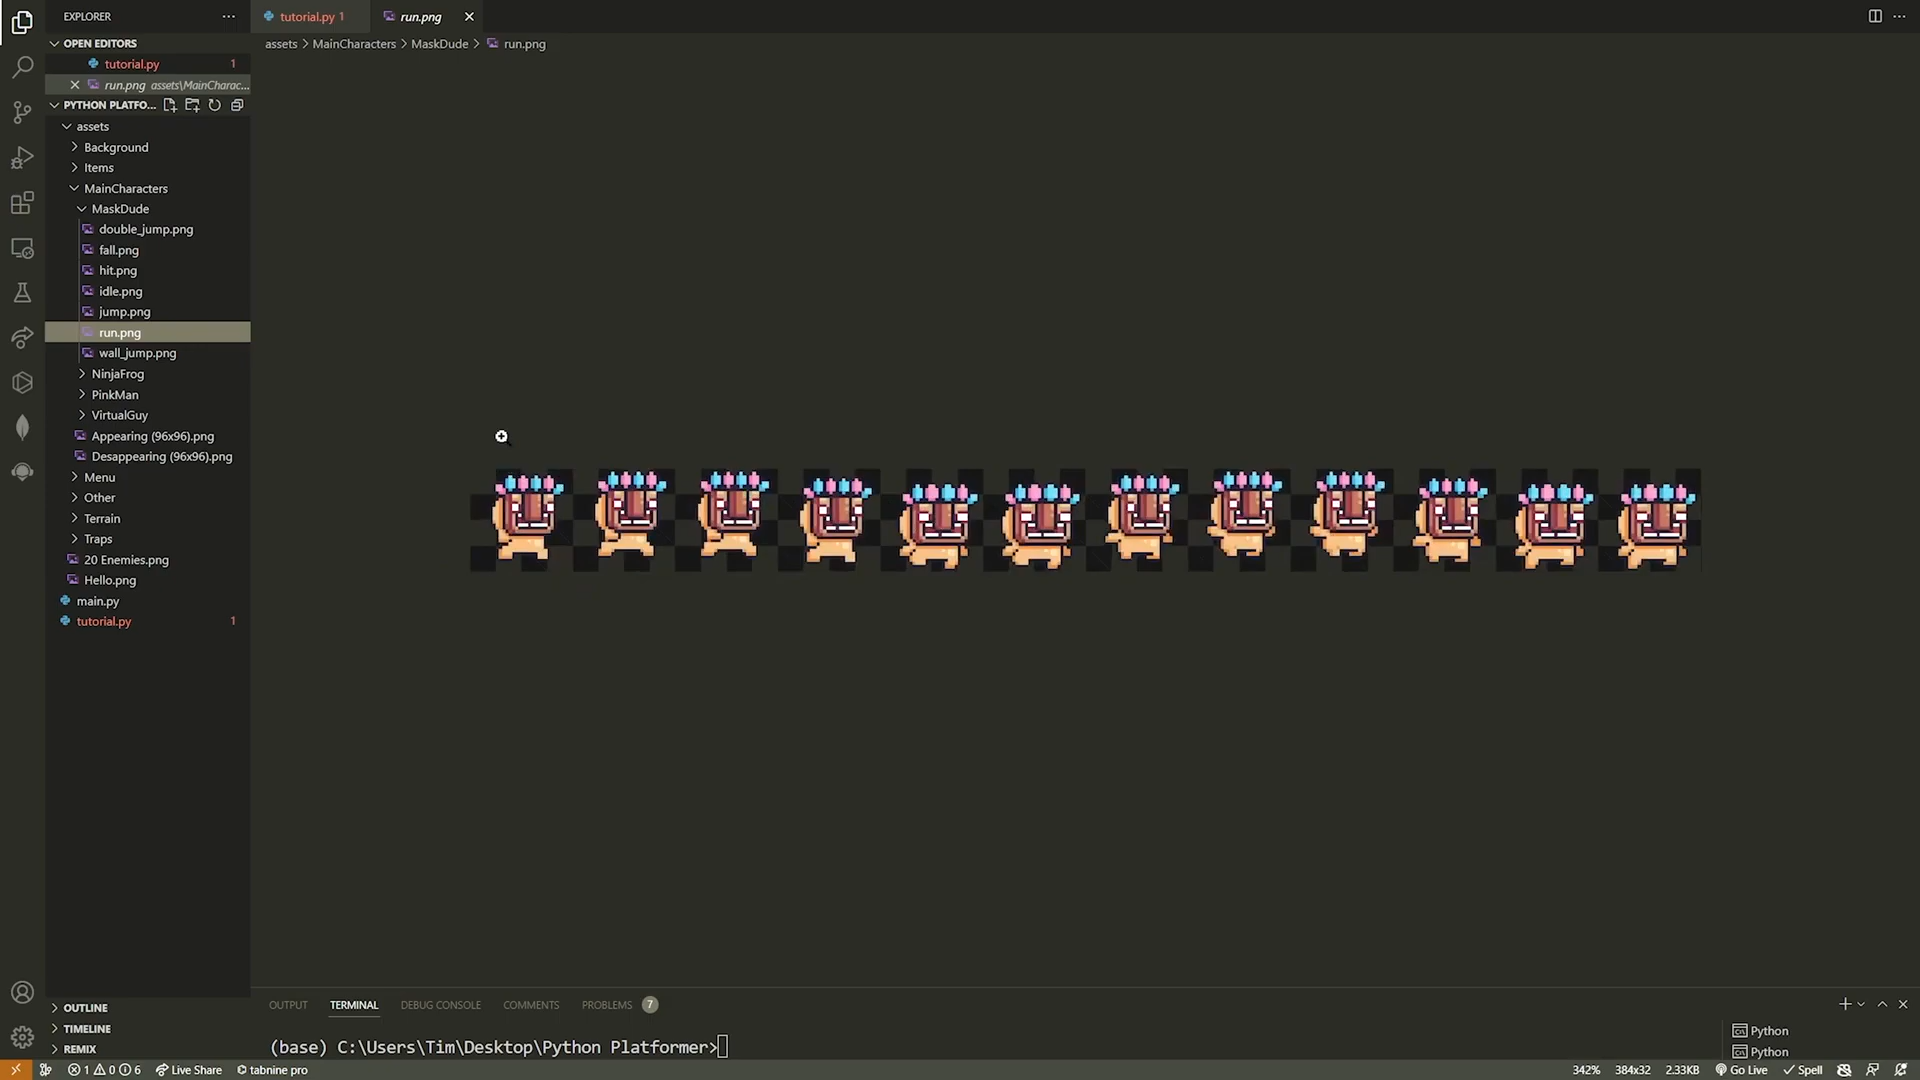 EXPLORER
tutorial.py 1
run.png
OPEN EDITORS
assets > MainCharacters > MaskDude > run.png
tutorial.py 1
run.png assets\MainCharac...
PYTHON PLATFO...
assets
Background
Items
MainCharacters
MaskDude
double_jump.png
fall.png
hit.png
idle.png
jump.png
run.png
wall_jump.png
NinjaFrog
PinkMan
VirtualGuy
Appearing (96x96).png
Desappearing (96x96).png
Menu
Other
Terrain
Traps
20 Enemies.png
Hello.png
main.py
tutorial.py 1
OUTLINE
TIMELINE
REMIX
OUTPUT TERMINAL DEBUG CONSOLE COMMENTS PROBLEMS 7
(base) C:\Users\Tim\Desktop\Python Platformer>
Python
Python
1 0 6 Live Share tabnine pro 342% 384x32 2.33KB Go Live Spell